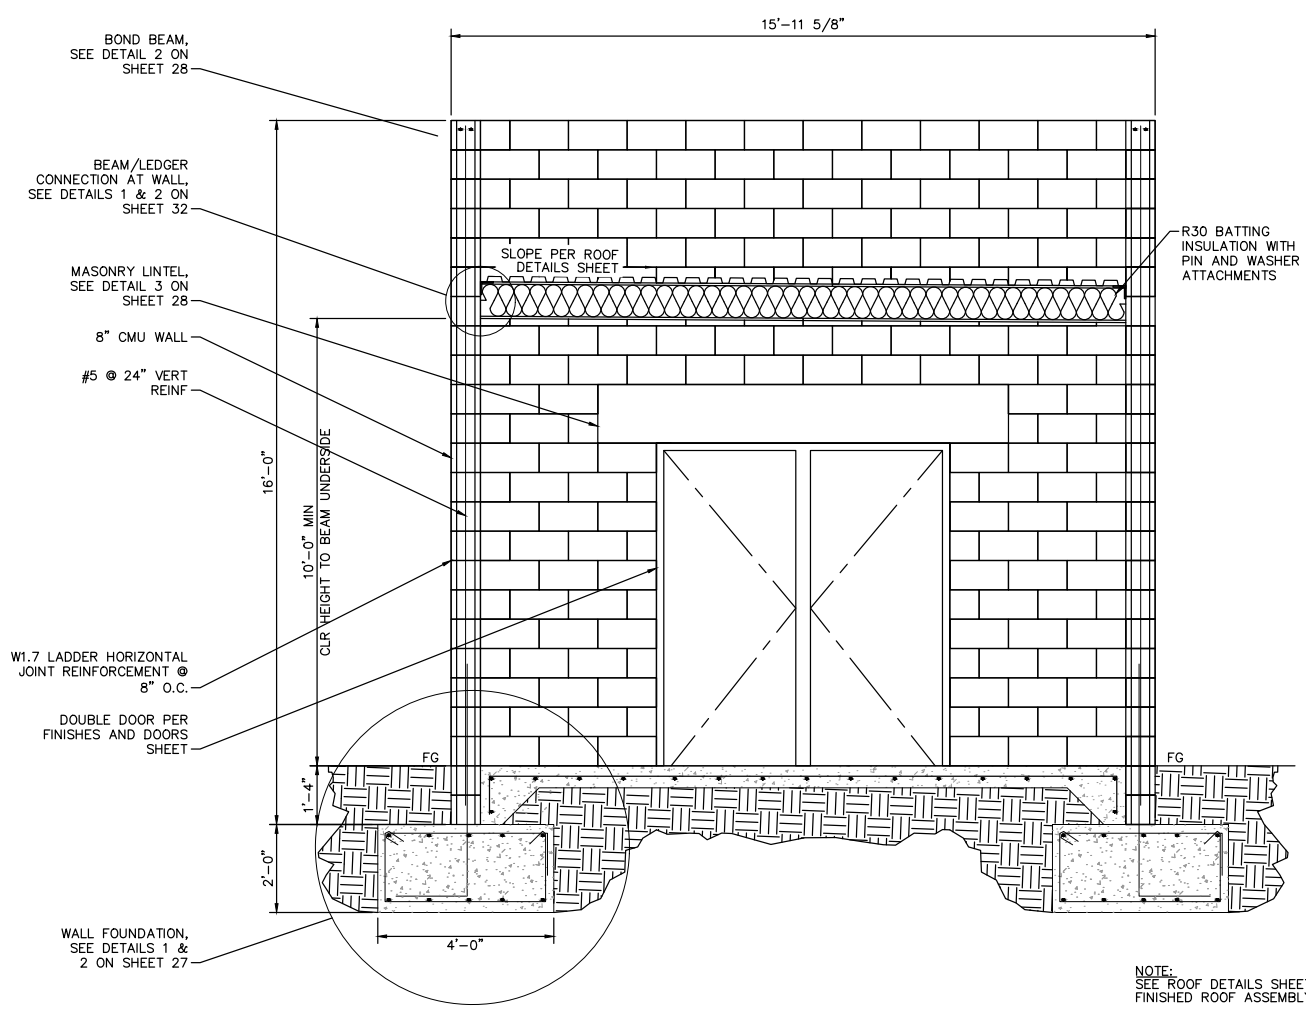 15'-11 5/8"
BOND BEAM,
SEE DETAIL 2 ON
SHEET 28
BEAM/LEDGER
CONNECTION AT WALL,
SEE DETAILS 1 & 2 ON
SHEET 32
SLOPE PER ROOF
DETAILS SHEET
R30 BATTING
INSULATION WITH
PIN AND WASHER
ATTACHMENTS
MASONRY LINTEL,
SEE DETAIL 3 ON
SHEET 28
8" CMU WALL
#5 @ 24" VERT
REINF
16'-0"
10'-0" MIN
CLR HEIGHT TO BEAM UNDERSIDE
W1.7 LADDER HORIZONTAL
JOINT REINFORCEMENT @
8" O.C.
DOUBLE DOOR PER
FINISHES AND DOORS
SHEET
FG
FG
1'-4"
2'-0"
4'-0"
WALL FOUNDATION,
SEE DETAILS 1 &
2 ON SHEET 27
NOTE:
SEE ROOF DETAILS SHEET
FINISHED ROOF ASSEMBLY